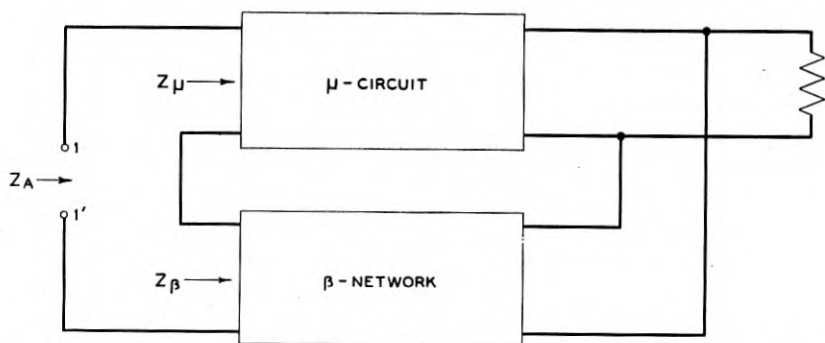 Zμ
μ-CIRCUIT
1
ZA
1′
Zβ
β-NETWORK